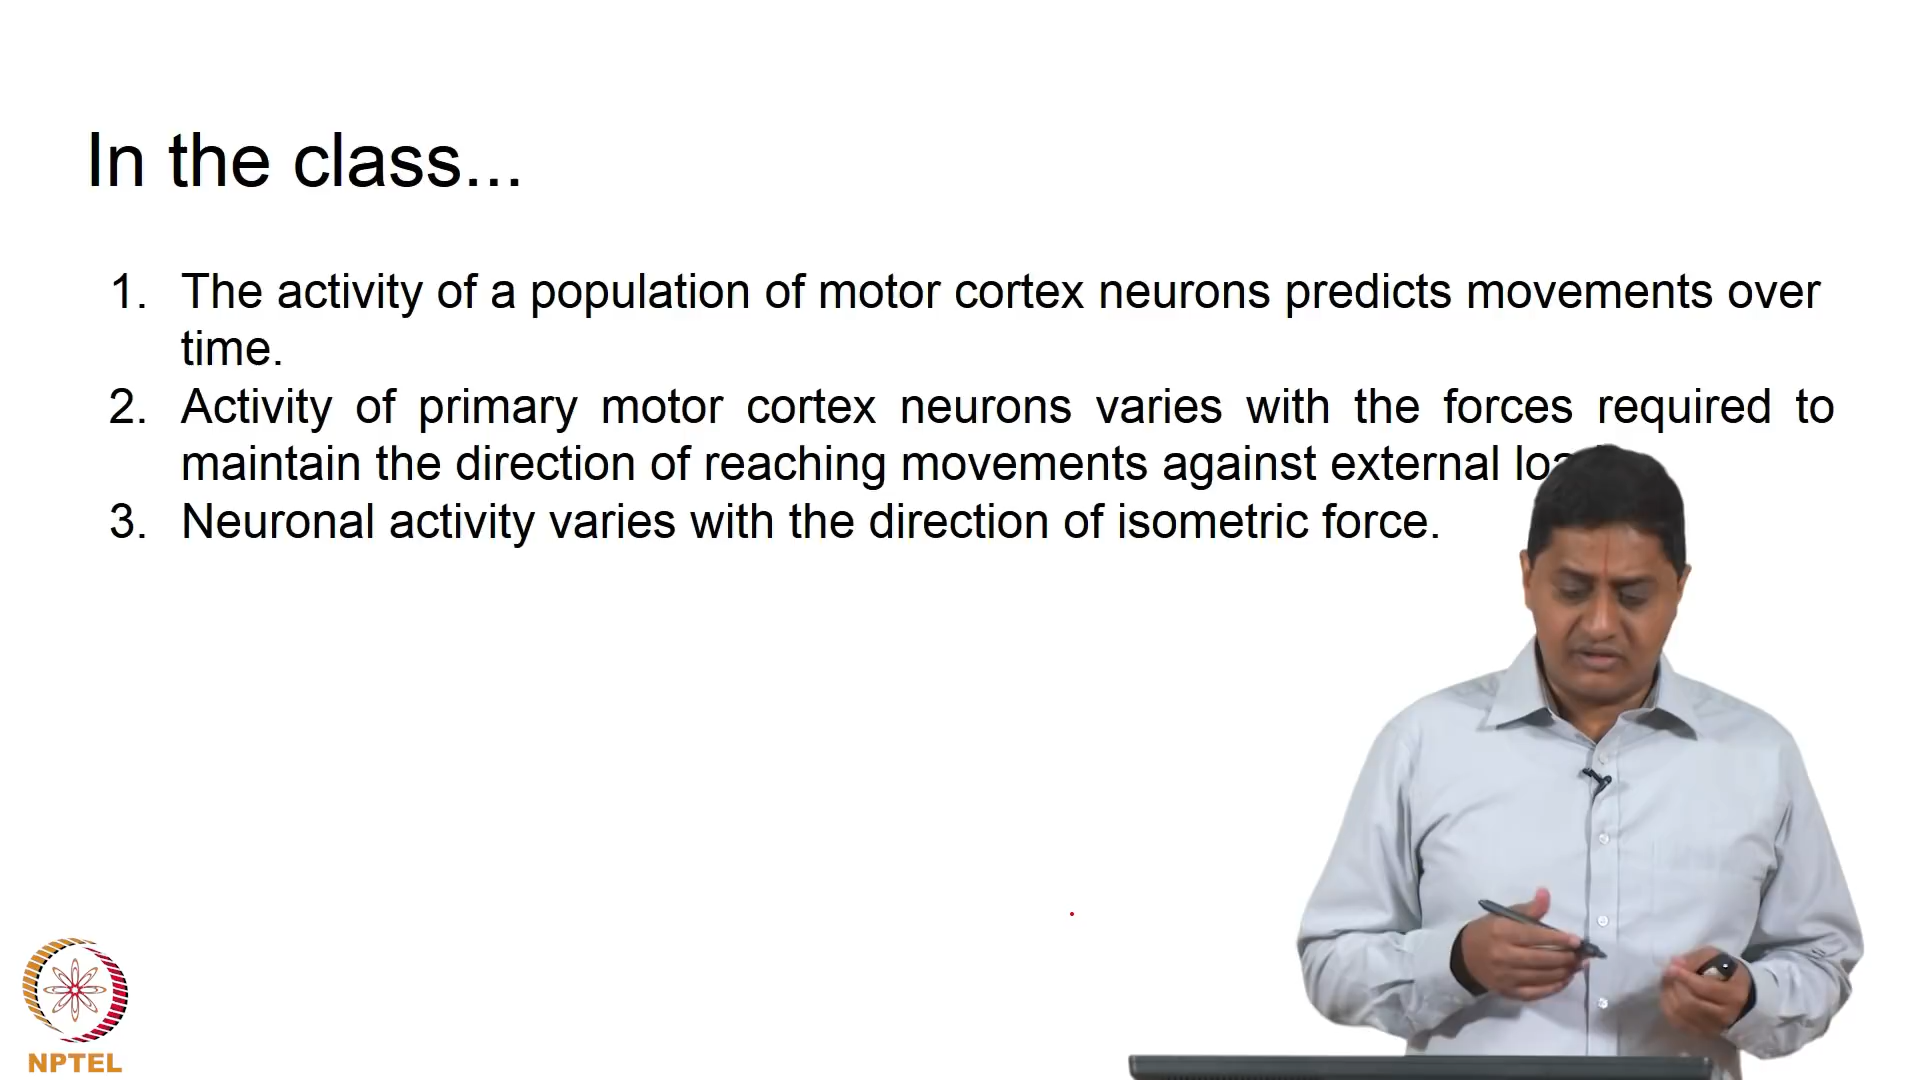 In the class...
1. The activity of a population of motor cortex neurons predicts movements over
time.
2. Activity of primary motor cortex neurons varies with the forces required to
maintain the direction of reaching movements against external
3. Neuronal activity varies with the direction of isometric force.
NPTEL